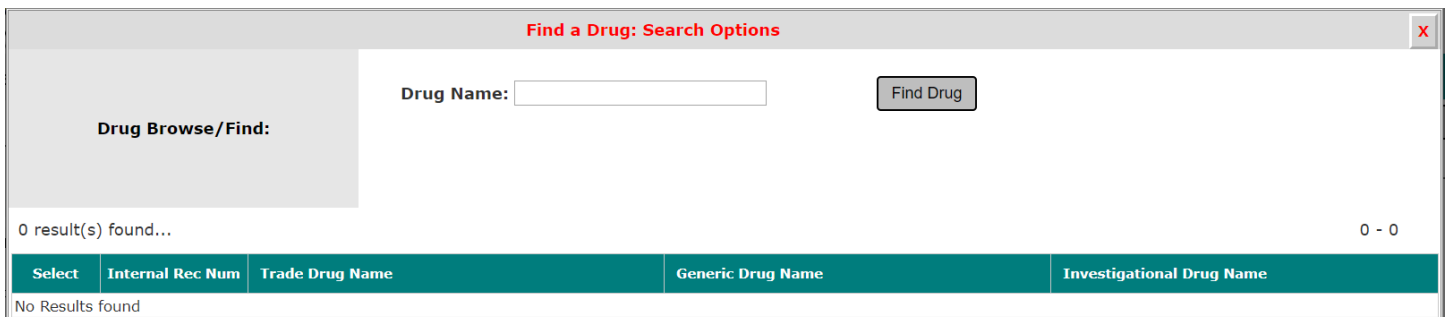 Find a Drug: Search Options
X
Drug Name:
Find Drug
Drug Browse/Find:
0 result(s) found...
0 - 0
Select Internal Rec Num Trade Drug Name Generic Drug Name Investigational Drug Name
No Results found